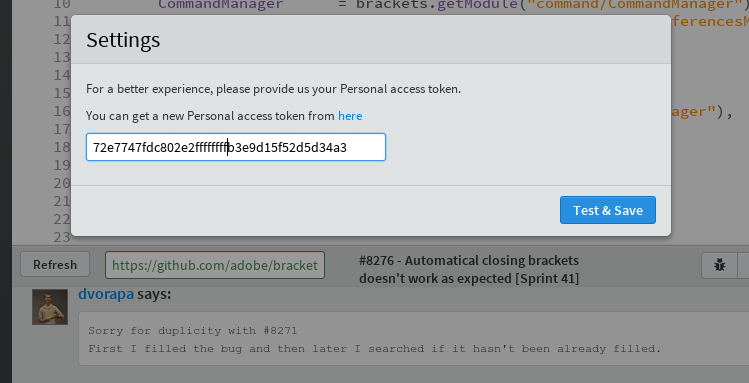 10 CommandManager = brackets.getModule("command/CommandManager")
11 ferencesM
12
13
14
15
16 ager"),
17
18
19
20
21
22
23
Settings
For a better experience, please provide us your Personal access token.
You can get a new Personal access token from here
72e7747fdc802e2ffffffffb3e9d15f52d5d34a3
Test & Save
Refresh
https://github.com/adobe/bracket
#8276 - Automatical closing brackets
doesn't work as expected [Sprint 41]
dvorapa says:
Sorry for duplicity with #8271
First I filled the bug and then later I searched if it hasn't been already filled.